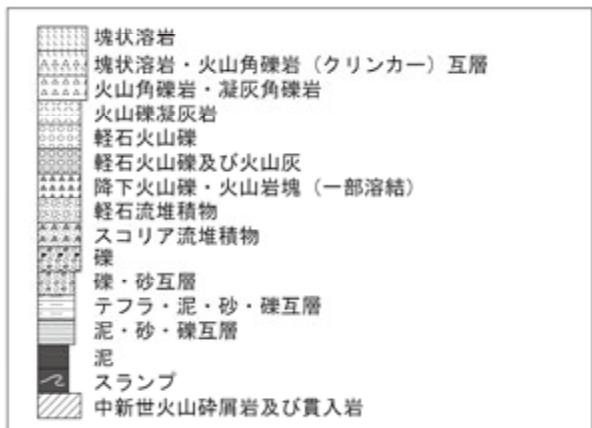 塊状溶岩
塊状溶岩・火山角礫岩（クリンカー）互層
火山角礫岩・凝灰角礫岩
火山礫凝灰岩
軽石火山礫
軽石火山礫及び火山灰
降下火山礫・火山岩塊（一部溶結）
軽石流堆積物
スコリア流堆積物
礫
礫・砂互層
テフラ・泥・砂・礫互層
泥・砂・礫互層
泥
スランプ
中新世火山砕屑岩及び貫入岩